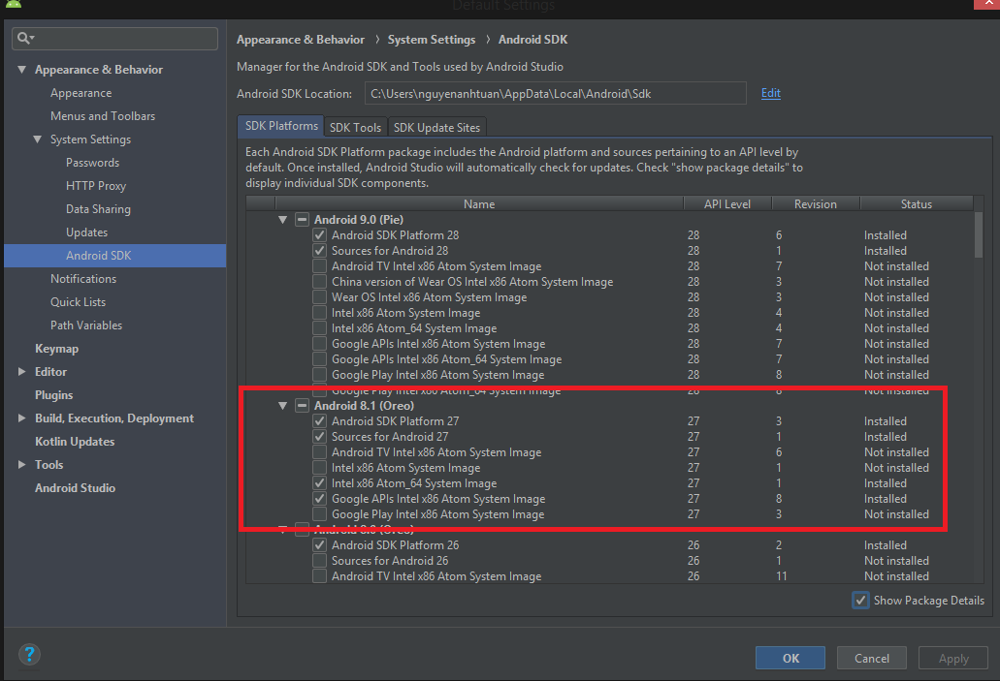 Default Settings
Appearance & Behavior › System Settings › Android SDK
Manager for the Android SDK and Tools used by Android Studio
Android SDK Location: C:\Users\nguyenanhtuan\AppData\Local\Android\Sdk Edit
Appearance & Behavior
Appearance
Menus and Toolbars
System Settings
Passwords
HTTP Proxy
Data Sharing
Updates
Android SDK
Notifications
Quick Lists
Path Variables
Keymap
Editor
Plugins
Build, Execution, Deployment
Kotlin Updates
Tools
Android Studio
SDK Platforms SDK Tools SDK Update Sites
Each Android SDK Platform package includes the Android platform and sources pertaining to an API level by
default. Once installed, Android Studio will automatically check for updates. Check "show package details" to
display individual SDK components.
Name API Level Revision Status
Android 9.0 (Pie)
Android SDK Platform 28 28 6 Installed
Sources for Android 28 28 1 Installed
Android TV Intel x86 Atom System Image 28 7 Not installed
China version of Wear OS Intel x86 Atom System Image 28 3 Not installed
Wear OS Intel x86 Atom System Image 28 3 Not installed
Intel x86 Atom System Image 28 4 Not installed
Intel x86 Atom_64 System Image 28 4 Not installed
Google APIs Intel x86 Atom System Image 28 7 Not installed
Google APIs Intel x86 Atom_64 System Image 28 7 Not installed
Google Play Intel x86 Atom System Image 28 8 Not installed
Google Play Intel x86 Atom_64 System Image 28 8 Not installed
Android 8.1 (Oreo)
Android SDK Platform 27 27 3 Installed
Sources for Android 27 27 1 Installed
Android TV Intel x86 Atom System Image 27 6 Not installed
Intel x86 Atom System Image 27 1 Not installed
Intel x86 Atom_64 System Image 27 1 Installed
Google APIs Intel x86 Atom System Image 27 8 Installed
Google Play Intel x86 Atom System Image 27 3 Not installed
Android 8.0 (Oreo)
Android SDK Platform 26 26 2 Installed
Sources for Android 26 26 1 Not installed
Android TV Intel x86 Atom System Image 26 11 Not installed
Show Package Details
? OK Cancel Apply